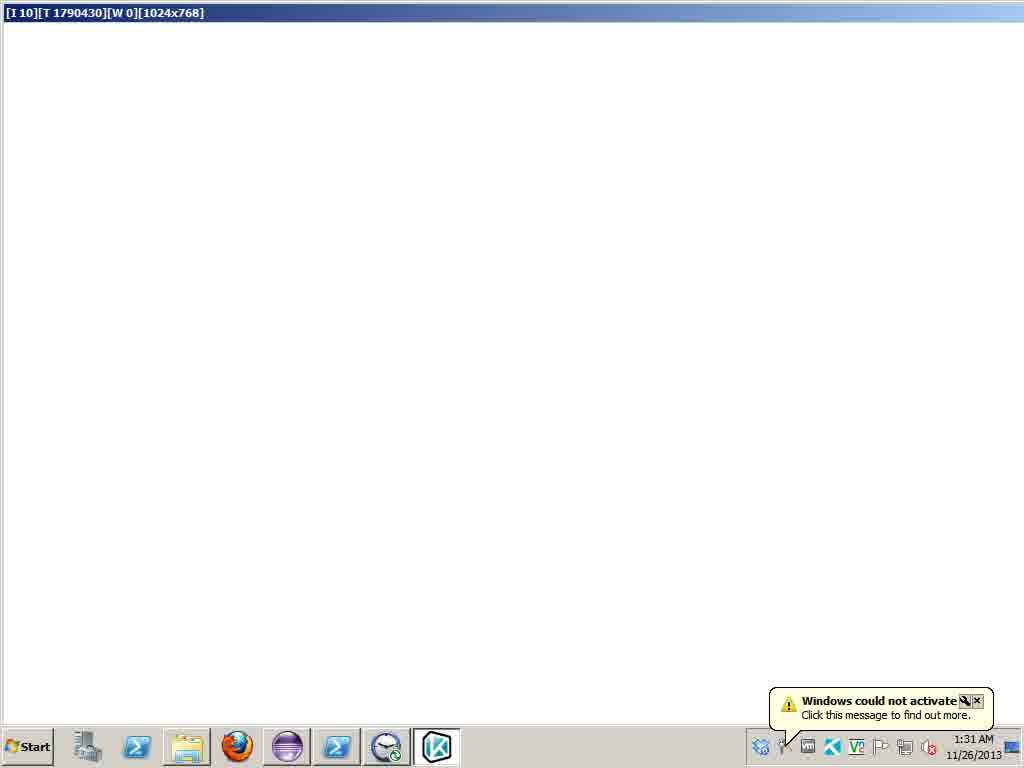 [I 10][T 1790430][W 0][1024x768]
Windows could not activate
Click this message to find out more.
Start
1:31 AM
11/26/2013